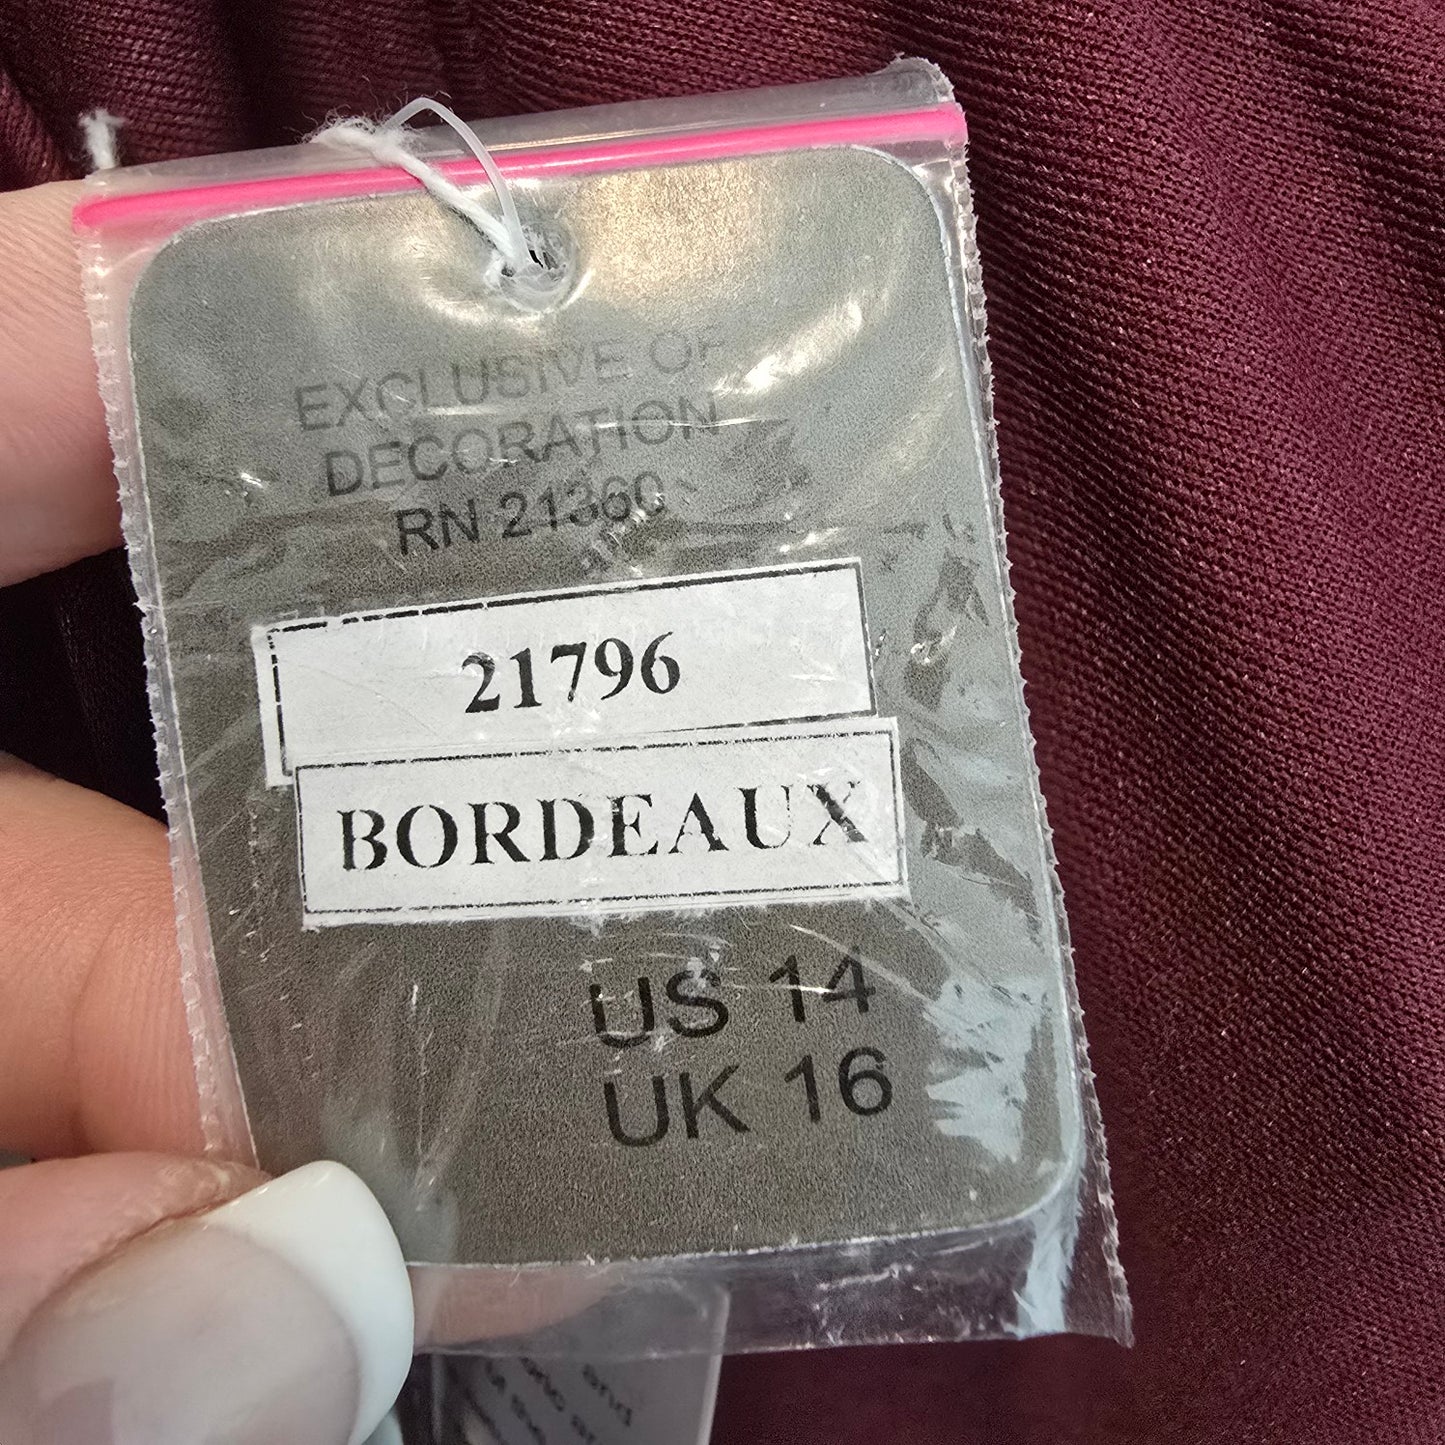 EXCLUSIVE OF
DECORATION
RN 21360
21796
BORDEAUX
US 14
UK 16